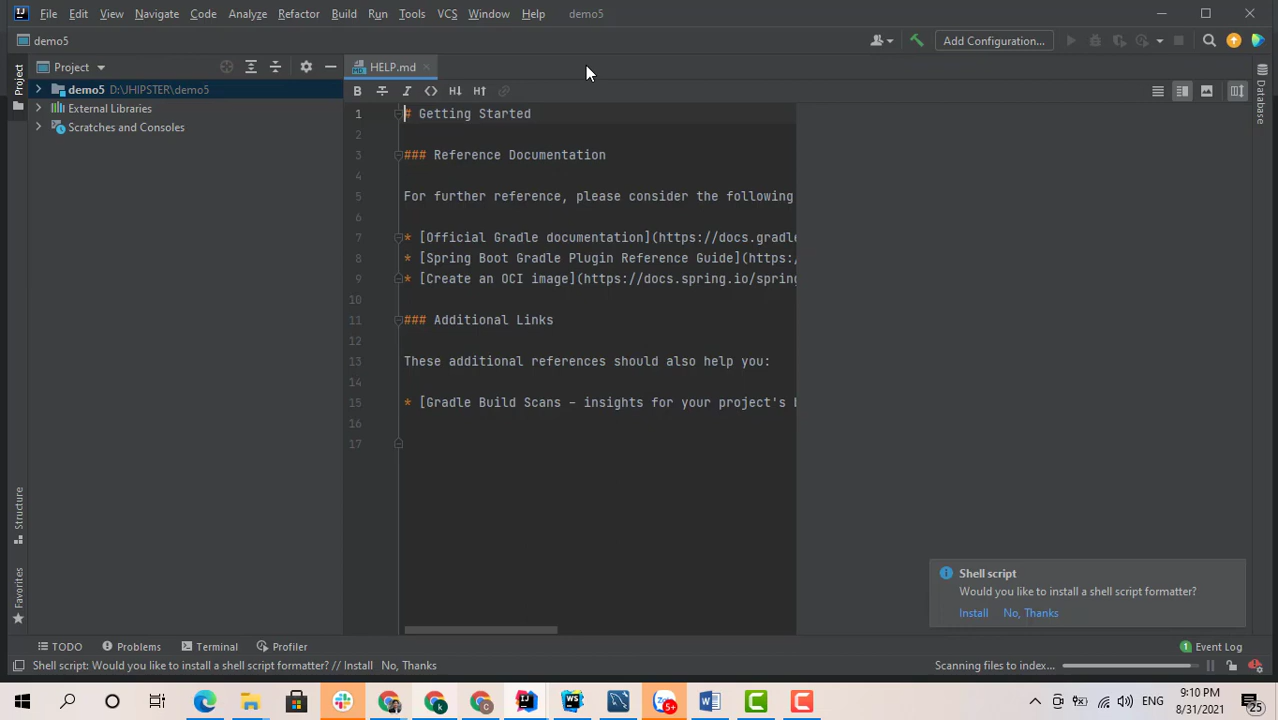 File Edit View Navigate Code Analyze Refactor Build Run Tools VCS Window Help demo5
demo5
Add Configuration...
Project
HELP.md
demo5 D:\JHIPSTER\demo5
External Libraries
Scratches and Consoles
Project
Structure
Favorites
Database
B
1 # Getting Started
2
3 ### Reference Documentation
4
5 For further reference, please consider the following
6
7 * [Official Gradle documentation](https://docs.gradle
8 * [Spring Boot Gradle Plugin Reference Guide](https:/
9 * [Create an OCI image](https://docs.spring.io/spring
10
11 ### Additional Links
12
13 These additional references should also help you:
14
15 * [Gradle Build Scans – insights for your project's b
16
17
Shell script
Would you like to install a shell script formatter?
Install No, Thanks
TODO Problems Terminal Profiler
1 Event Log
Shell script: Would you like to install a shell script formatter? // Install No, Thanks
Scanning files to index...
ENG
9:10 PM
8/31/2021
25
5+